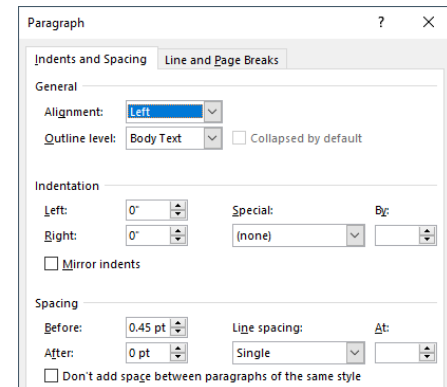 Paragraph ? ×
Indents and Spacing Line and Page Breaks
General
Alignment: Left
Outline level: Body Text Collapsed by default
Indentation
Left: 0" Special: By:
Right: 0" (none)
Mirror indents
Spacing
Before: 0.45 pt Line spacing: At:
After: 0 pt Single
Don't add space between paragraphs of the same style